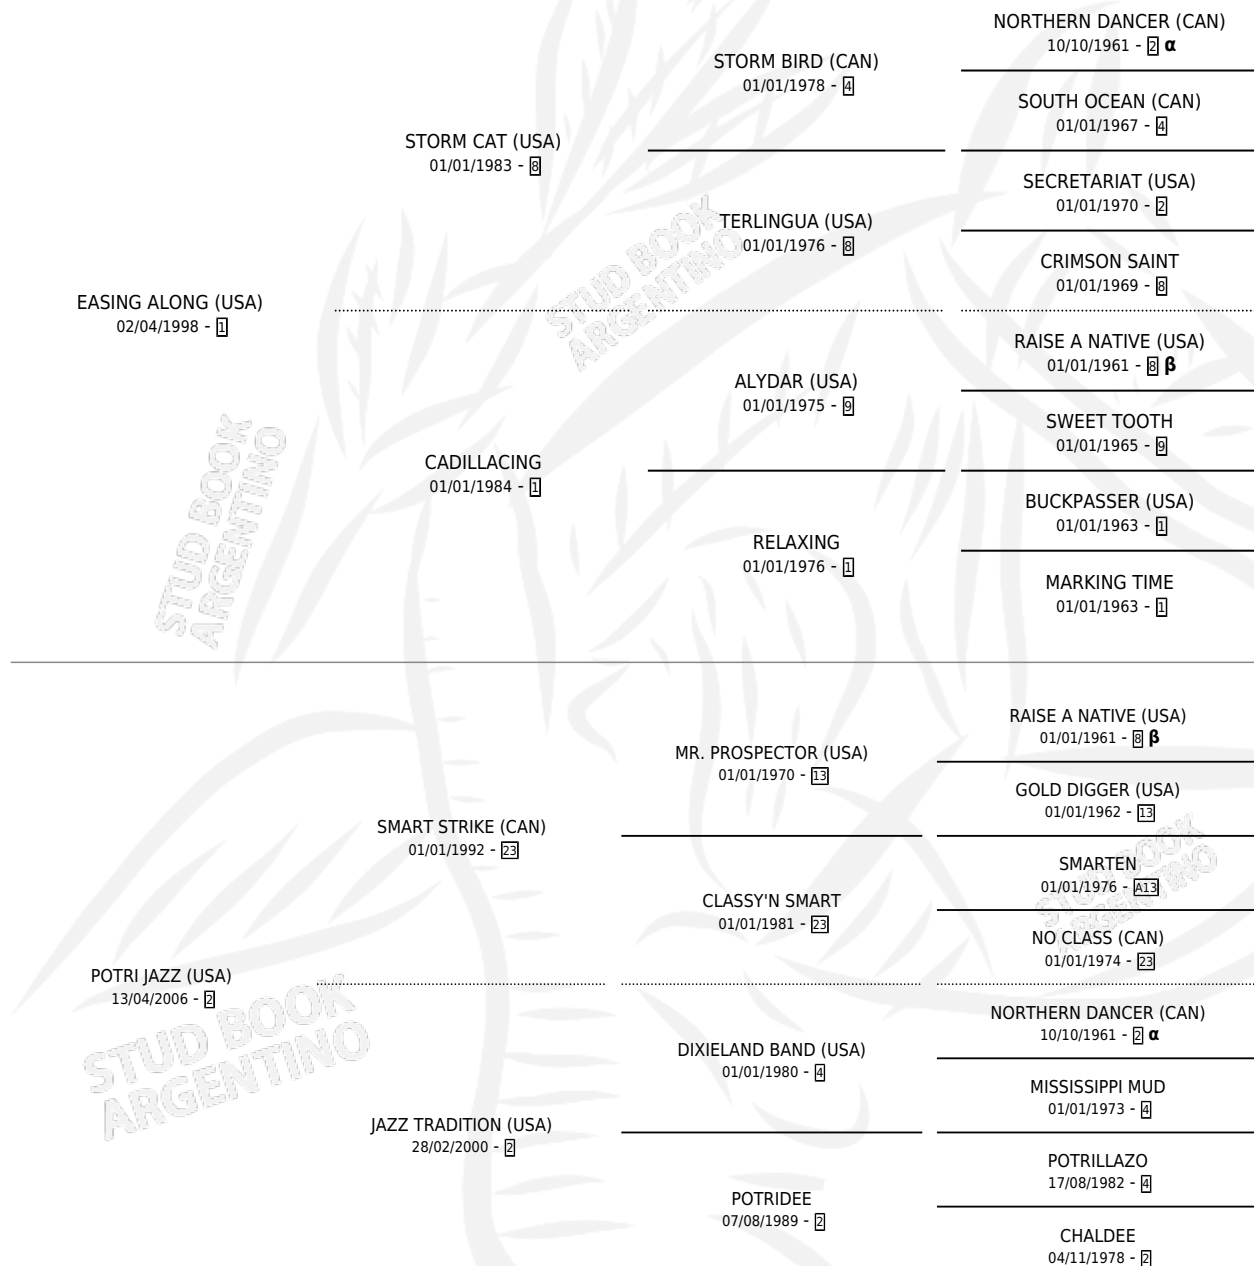 NORTHERN DANCER (CAN)
10/10/1961 - 2 α
STORM BIRD (CAN)
01/01/1978 - 4
SOUTH OCEAN (CAN)
01/01/1967 - 4
STORM CAT (USA)
01/01/1983 - 8
SECRETARIAT (USA)
01/01/1970 - 2
TERLINGUA (USA)
01/01/1976 - 8
CRIMSON SAINT
01/01/1969 - 8
EASING ALONG (USA)
02/04/1998 - 1
RAISE A NATIVE (USA)
01/01/1961 - 8 β
ALYDAR (USA)
01/01/1975 - 9
SWEET TOOTH
01/01/1965 - 9
CADILLACING
01/01/1984 - 1
BUCKPASSER (USA)
01/01/1963 - 1
RELAXING
01/01/1976 - 1
MARKING TIME
01/01/1963 - 1
RAISE A NATIVE (USA)
01/01/1961 - 8 β
MR. PROSPECTOR (USA)
01/01/1970 - 13
GOLD DIGGER (USA)
01/01/1962 - 13
SMART STRIKE (CAN)
01/01/1992 - 23
SMARTEN
01/01/1976 - A13
CLASSY'N SMART
01/01/1981 - 23
NO CLASS (CAN)
01/01/1974 - 23
POTRI JAZZ (USA)
13/04/2006 - 2
NORTHERN DANCER (CAN)
10/10/1961 - 2 α
DIXIELAND BAND (USA)
01/01/1980 - 4
MISSISSIPPI MUD
01/01/1973 - 4
JAZZ TRADITION (USA)
28/02/2000 - 2
POTRILLAZO
17/08/1982 - 4
POTRIDEE
07/08/1989 - 2
CHALDEE
04/11/1978 - 2
STUD BOOK
ARGENTINO
STUD BOOK
ARGENTINO
STUD BOOK
ARGENTINO
STUD BOOK
ARGENTINO